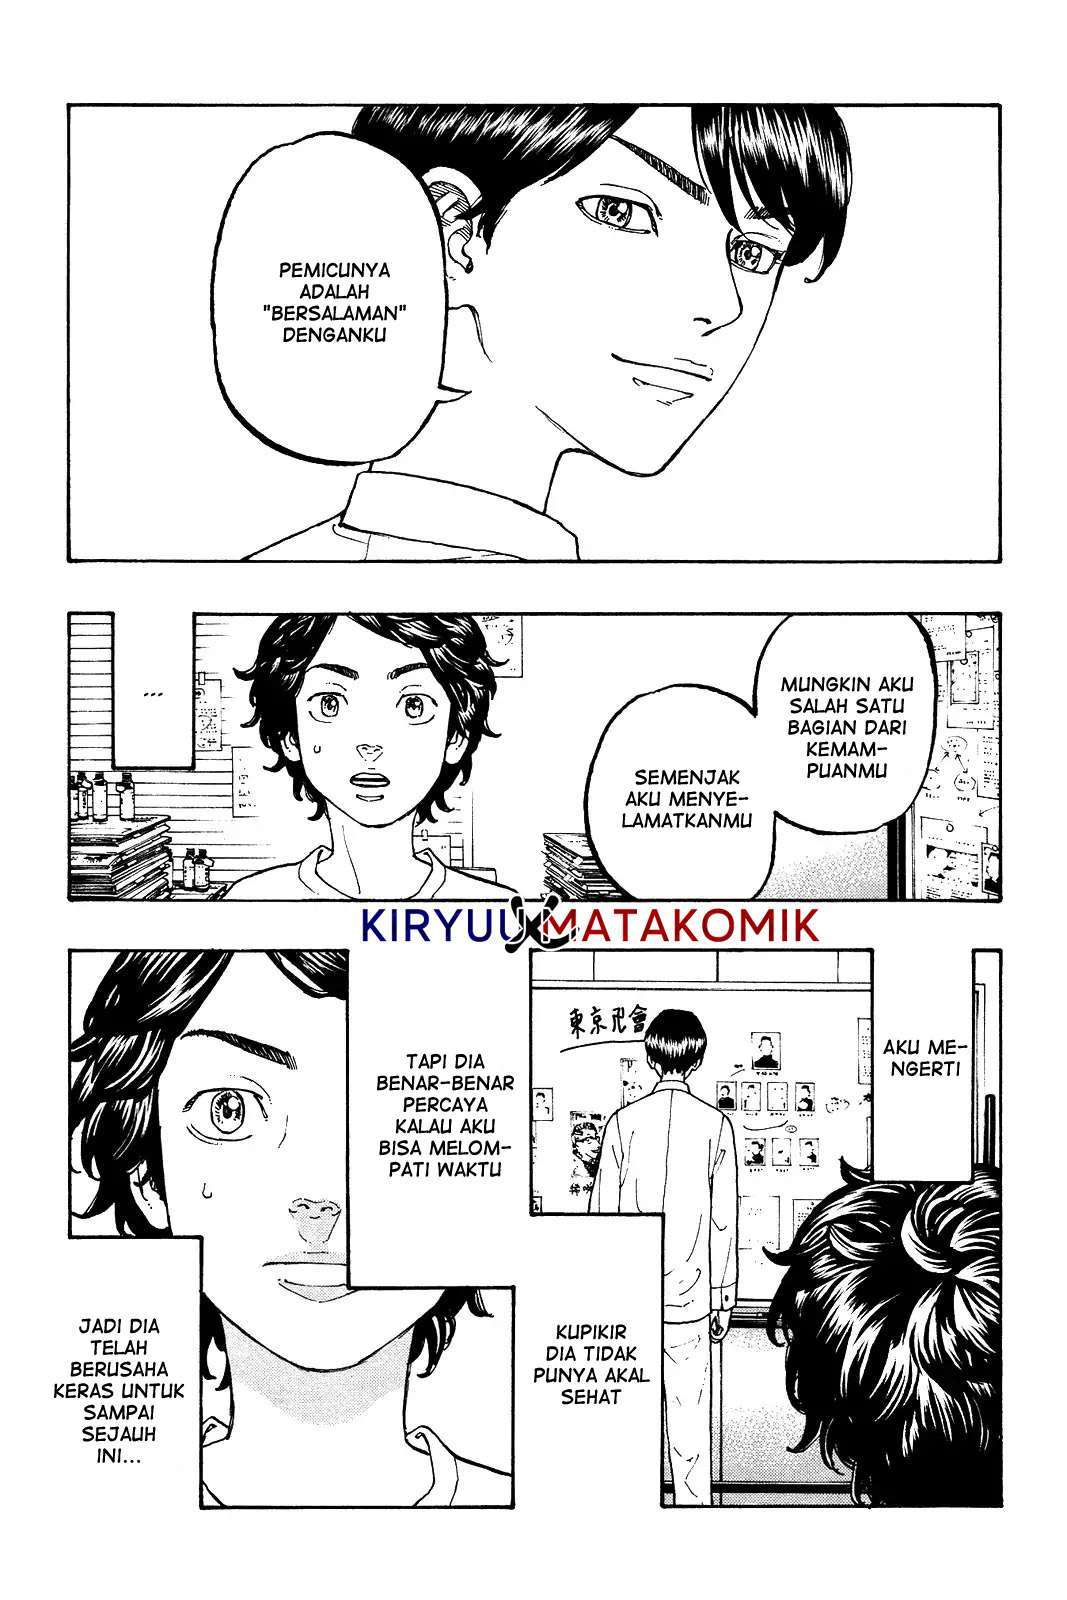 PEMICUNYA
ADALAH
"BERSALAMAN"
DENGANKU
MUNGKIN AKU
SALAH SATU
BAGIAN DARI
KEMAM-
PUANMU
SEMENJAK
AKU MENYE-
LAMATKANMU
...
KIRYUU X MATAKOMIK
AKU ME-
NGERTI
東京卍會
KUPIKIR
DIA TIDAK
PUNYA AKAL
SEHAT
TAPI DIA
BENAR-BENAR
PERCAYA
KALAU AKU
BISA MELOM-
PATI WAKTU
JADI DIA
TELAH
BERUSAHA
KERAS UNTUK
SAMPAI
SEJAUH
INI...